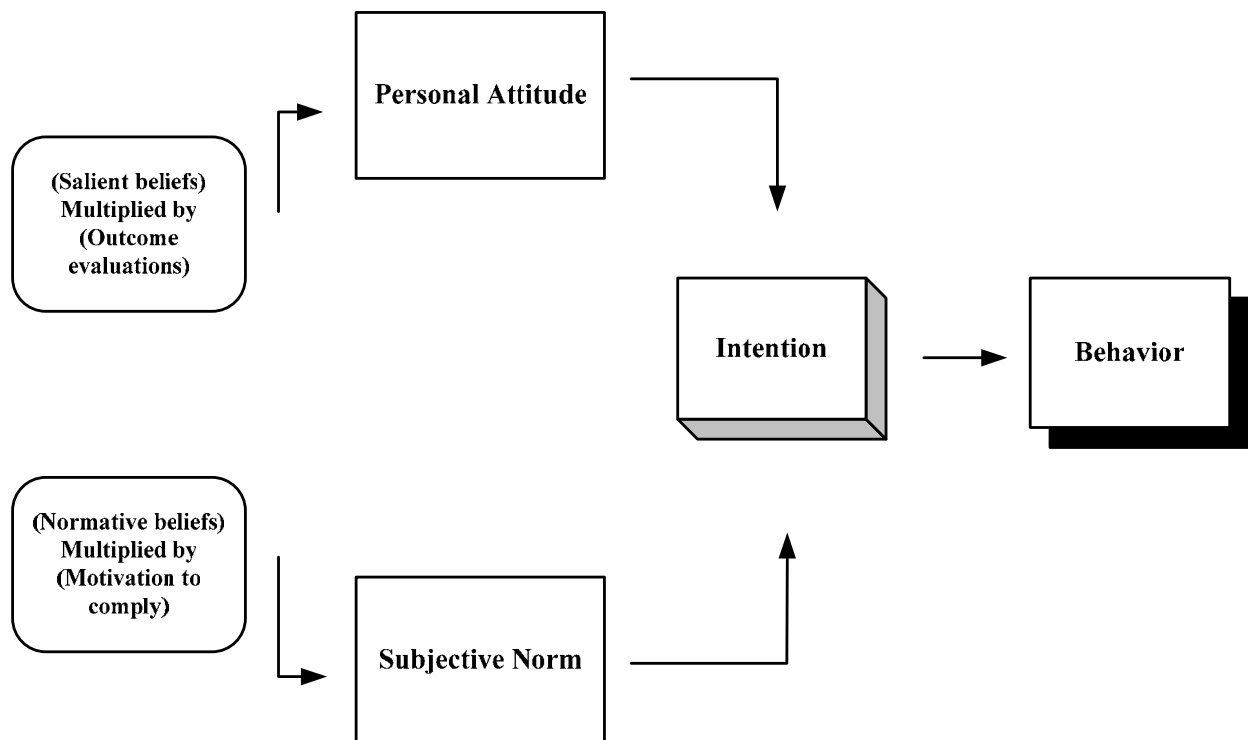 Personal Attitude
(Salient beliefs)
Multiplied by
(Outcome
evaluations)
Intention
Behavior
(Normative beliefs)
Multiplied by
(Motivation to
comply)
Subjective Norm